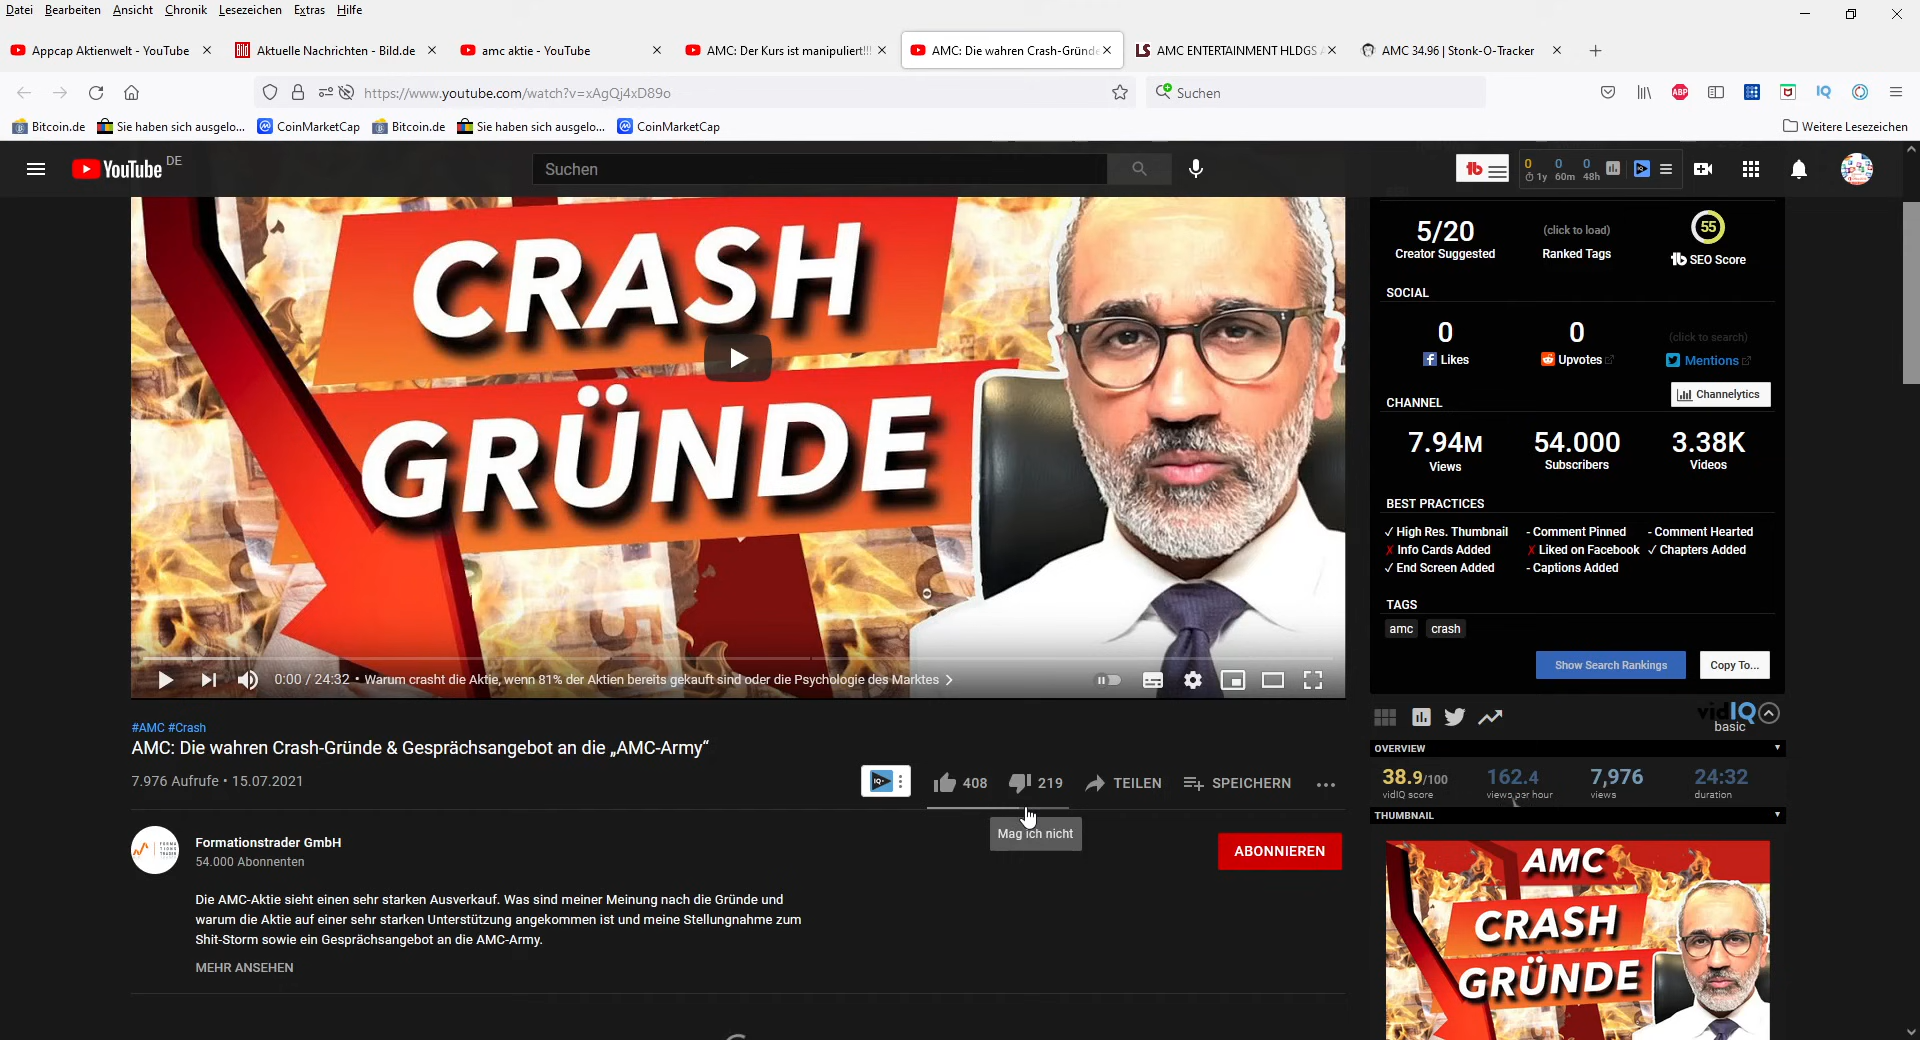 Datei Bearbeiten Ansicht Chronik Lesezeichen Extras Hilfe
Appcap Aktienwelt - YouTube
Aktuelle Nachrichten - Bild.de
amc aktie - YouTube
AMC: Der Kurs ist manipuliert!!!
AMC: Die wahren Crash-Gründe
LS AMC ENTERTAINMENT HLDGS
AMC 34.96 | Stonk-O-Tracker
https://www.youtube.com/watch?v=xAgQj4xD89o
Suchen
ABP
IQ
Bitcoin.de Sie haben sich ausgelo... CoinMarketCap Bitcoin.de Sie haben sich ausgelo... CoinMarketCap Weitere Lesezeichen
YouTube DE
Suchen
tb
0 0 0
1y 60m 48h
CRASH
GRÜNDE
0:00 / 24:32 • Warum crasht die Aktie, wenn 81% der Aktien bereits gekauft sind oder die Psychologie des Marktes
#AMC #Crash
AMC: Die wahren Crash-Gründe & Gesprächsangebot an die „AMC-Army“
7.976 Aufrufe • 15.07.2021
IQ
408 219 TEILEN SPEICHERN
Mag ich nicht
Formationstrader GmbH
54.000 Abonnenten
ABONNIEREN
Die AMC-Aktie sieht einen sehr starken Ausverkauf. Was sind meiner Meinung nach die Gründe und
warum die Aktie auf einer sehr starken Unterstützung angekommen ist und meine Stellungnahme zum
Shit-Storm sowie ein Gesprächsangebot an die AMC-Army.
MEHR ANSEHEN
5/20 (click to load) 55
Creator Suggested Ranked Tags tb SEO Score
SOCIAL
0 0 (click to search)
Likes Upvotes Mentions
CHANNEL Channelytics
7.94M 54.000 3.38K
Views Subscribers Videos
BEST PRACTICES
✓ High Res. Thumbnail - Comment Pinned - Comment Hearted
✗ Info Cards Added ✗ Liked on Facebook ✓ Chapters Added
✓ End Screen Added - Captions Added
TAGS
amc crash
Show Search Rankings Copy To...
vidIQ
basic
OVERVIEW
38.9/100 162.4 7,976 24:32
vidIQ score views per hour views duration
THUMBNAIL
AMC
CRASH
GRÜNDE